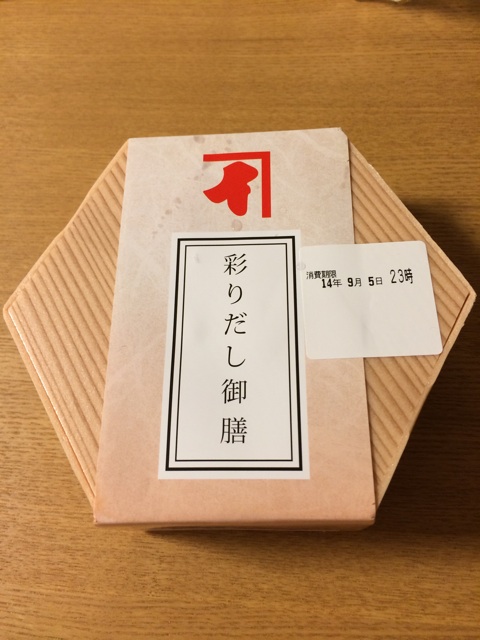 彩りだし御膳
消費期限
14年 9月 5日 23時